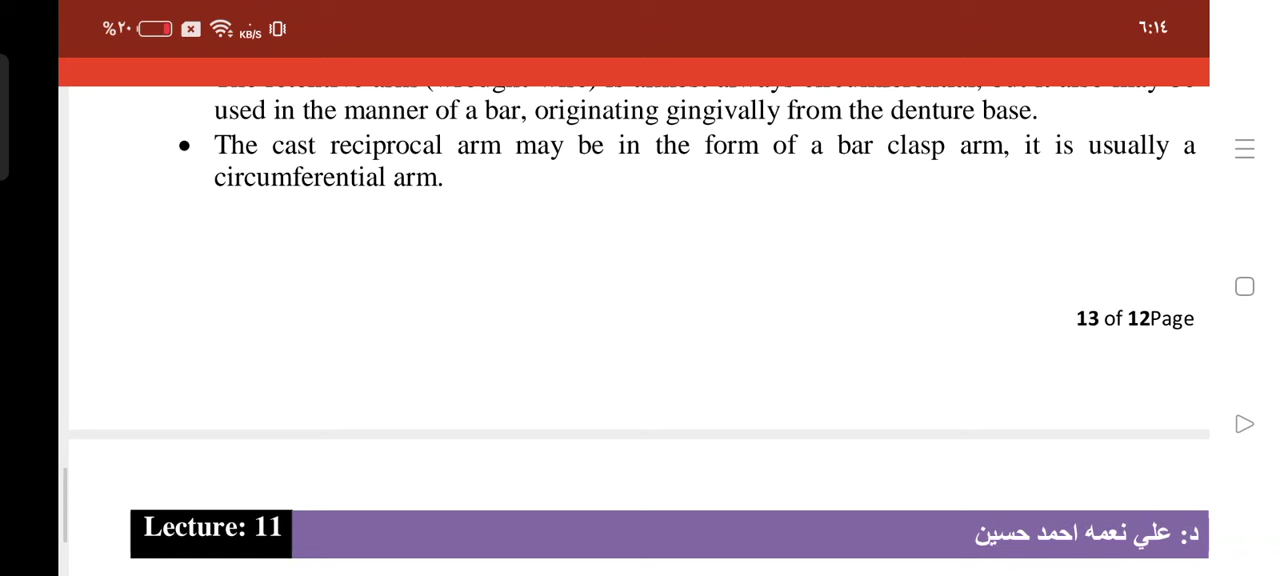 %٢٠ KB/S ٦:١٤
used in the manner of a bar, originating gingivally from the denture base.
• The cast reciprocal arm may be in the form of a bar clasp arm, it is usually a
circumferential arm.
13 of 12Page
Lecture: 11
د: علي نعمه احمد حسين